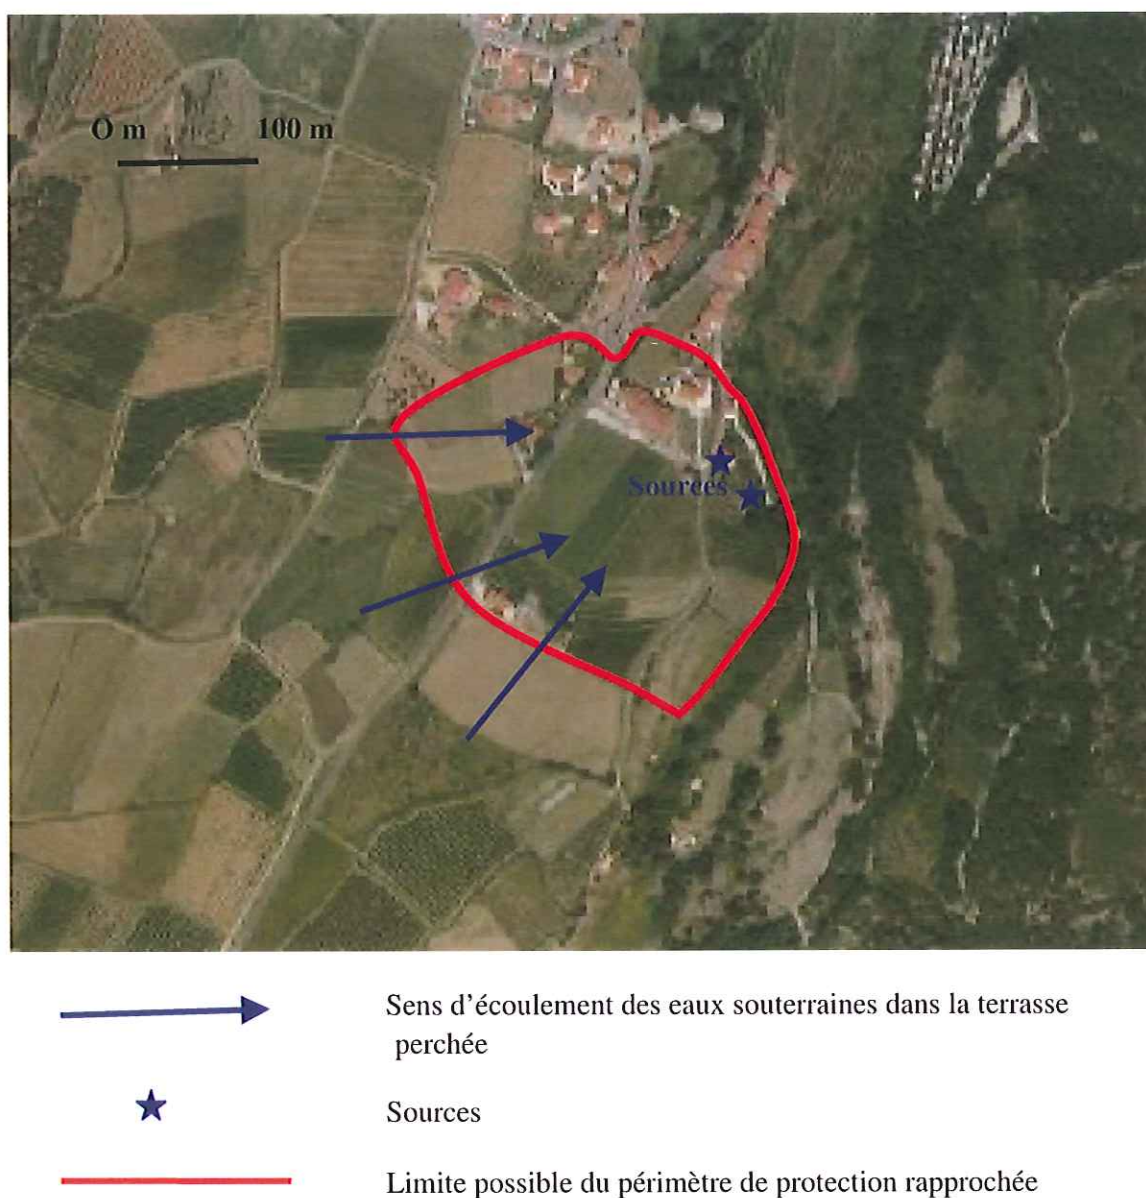 O m 100 m
Sources
Sens d'écoulement des eaux souterraines dans la terrasse
perchée
Sources
Limite possible du périmètre de protection rapprochée